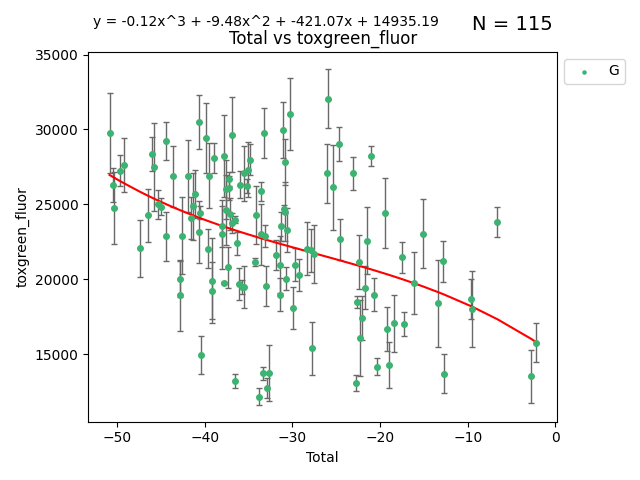 y = -0.12x^3 + -9.48x^2 + -421.07x + 14935.19
N = 115
Total vs toxgreen_fluor
G
35000
30000
25000
20000
15000
toxgreen_fluor
−50
−40
−30
−20
−10
0
Total